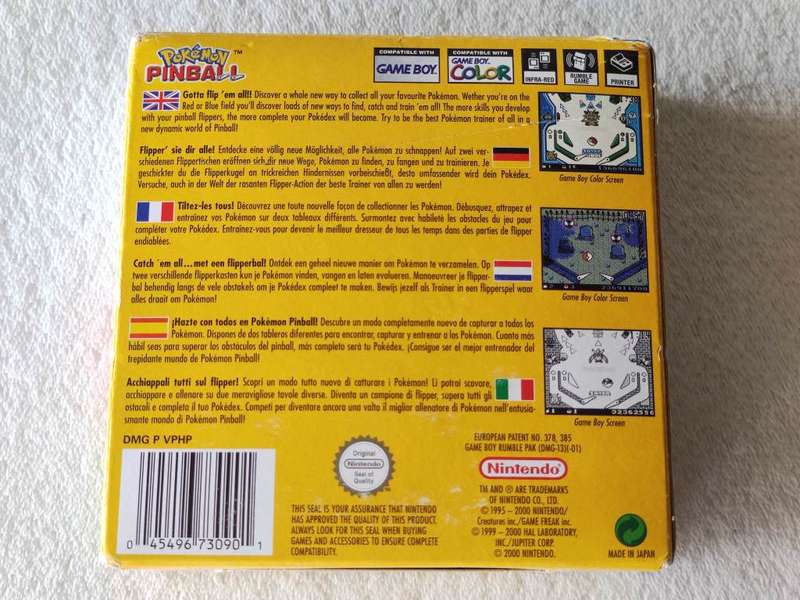 POKéMON™
PINBALL
COMPATIBLE WITH
GAME BOY
COMPATIBLE WITH
GAME BOY
COLOR
INFRA-RED
RUMBLE
GAME
PRINTER
Gotta flip 'em all!! Discover a whole new way to collect all your favourite Pokémon. Wether you're on the
Red or Blue field you'll discover loads of new ways to find, catch and train 'em all! The more skills you develop
with your pinball flippers, the more complete your Pokédex will become. Try to be the best Pokémon trainer of all in a
new dynamic world of Pinball!
Game Boy Color Screen
Flipper' sie dir alle! Entdecke eine völlig neue Möglichkeit, alle Pokémon zu schnappen! Auf zwei ver-
schiedenen Flippertischen eröffnen sich dir neue Wege, Pokémon zu finden, zu fangen und zu trainieren. Je
geschickter du die Flipperkugel an trickreichen Hindernissen vorbeischießt, desto umfassender wird dein Pokédex.
Versuche, auch in der Welt der rasanten Flipper-Action der beste Trainer von allen zu werden!
Tiltez-les tous! Découvrez une toute nouvelle façon de collectionner les Pokémon. Débusquez, attrapez et
entraînez vos Pokémon sur deux tableaux différents. Surmontez avec habileté les obstacles du jeu pour
compléter votre Pokédex. Entraînez-vous pour devenir le meilleur dresseur de tous les temps dans des parties de flipper
endiablées.
Game Boy Color Screen
Catch 'em all...met een flipperbal! Ontdek een geheel nieuwe manier om Pokémon te verzamelen. Op
twee verschillende flipperkasten kun je Pokémon vinden, vangen en laten evalueren. Manoeuvreer je flipper-
bal behendig langs de vele obstakels om je Pokédex compleet te maken. Bewijs jezelf als Trainer in een flipperspel waar
alles draait om Pokémon!
¡Hazte con todos en Pokémon Pinball! Descubre un modo completamente nuevo de capturar a todos los
Pokémon. Dispones de dos tableros diferentes para encontrar, capturar y entrenar a los Pokémon. Cuanto más
hábil seas para superar los obstáculos del pinball, más completo será tu Pokédex. ¡Consigue ser el mejor entrenador del
trepidante mundo de Pokémon Pinball!
32362556
Game Boy Screen
Acchiappali tutti sul flipper! Scopri un modo tutto nuovo di catturare i Pokémon! Li potrai scovare,
acchiappare e allenare su due meravigliose tavole diverse. Diventa un campione di flipper, supera tutti gli
ostacoli e completa il tuo Pokédex. Competi per diventare ancora una volta il migliar allenatore di Pokémon nell'entusia-
smante mondo di Pokémon Pinball!
DMG P VPHP
0 45496 73090 1
Original
Nintendo
Seal of
Quality
THIS SEAL IS YOUR ASSURANCE THAT NINTENDO
HAS APPROVED THE QUALITY OF THIS PRODUCT.
ALWAYS LOOK FOR THIS SEAL WHEN BUYING
GAMES AND ACCESSORIES TO ENSURE COMPLETE
COMPATIBILITY.
EUROPEAN PATENT NO. 378, 385
GAME BOY RUMBLE PAK (DMG-13)(-01)
Nintendo
TM AND ® ARE TRADEMARKS
OF NINTENDO CO., LTD.
© 1995 - 2000 NINTENDO/
Creatures inc./GAME FREAK inc.
© 1999 - 2000 HAL LABORATORY,
INC./JUPITER CORP.
© 2000 NINTENDO.
MADE IN JAPAN